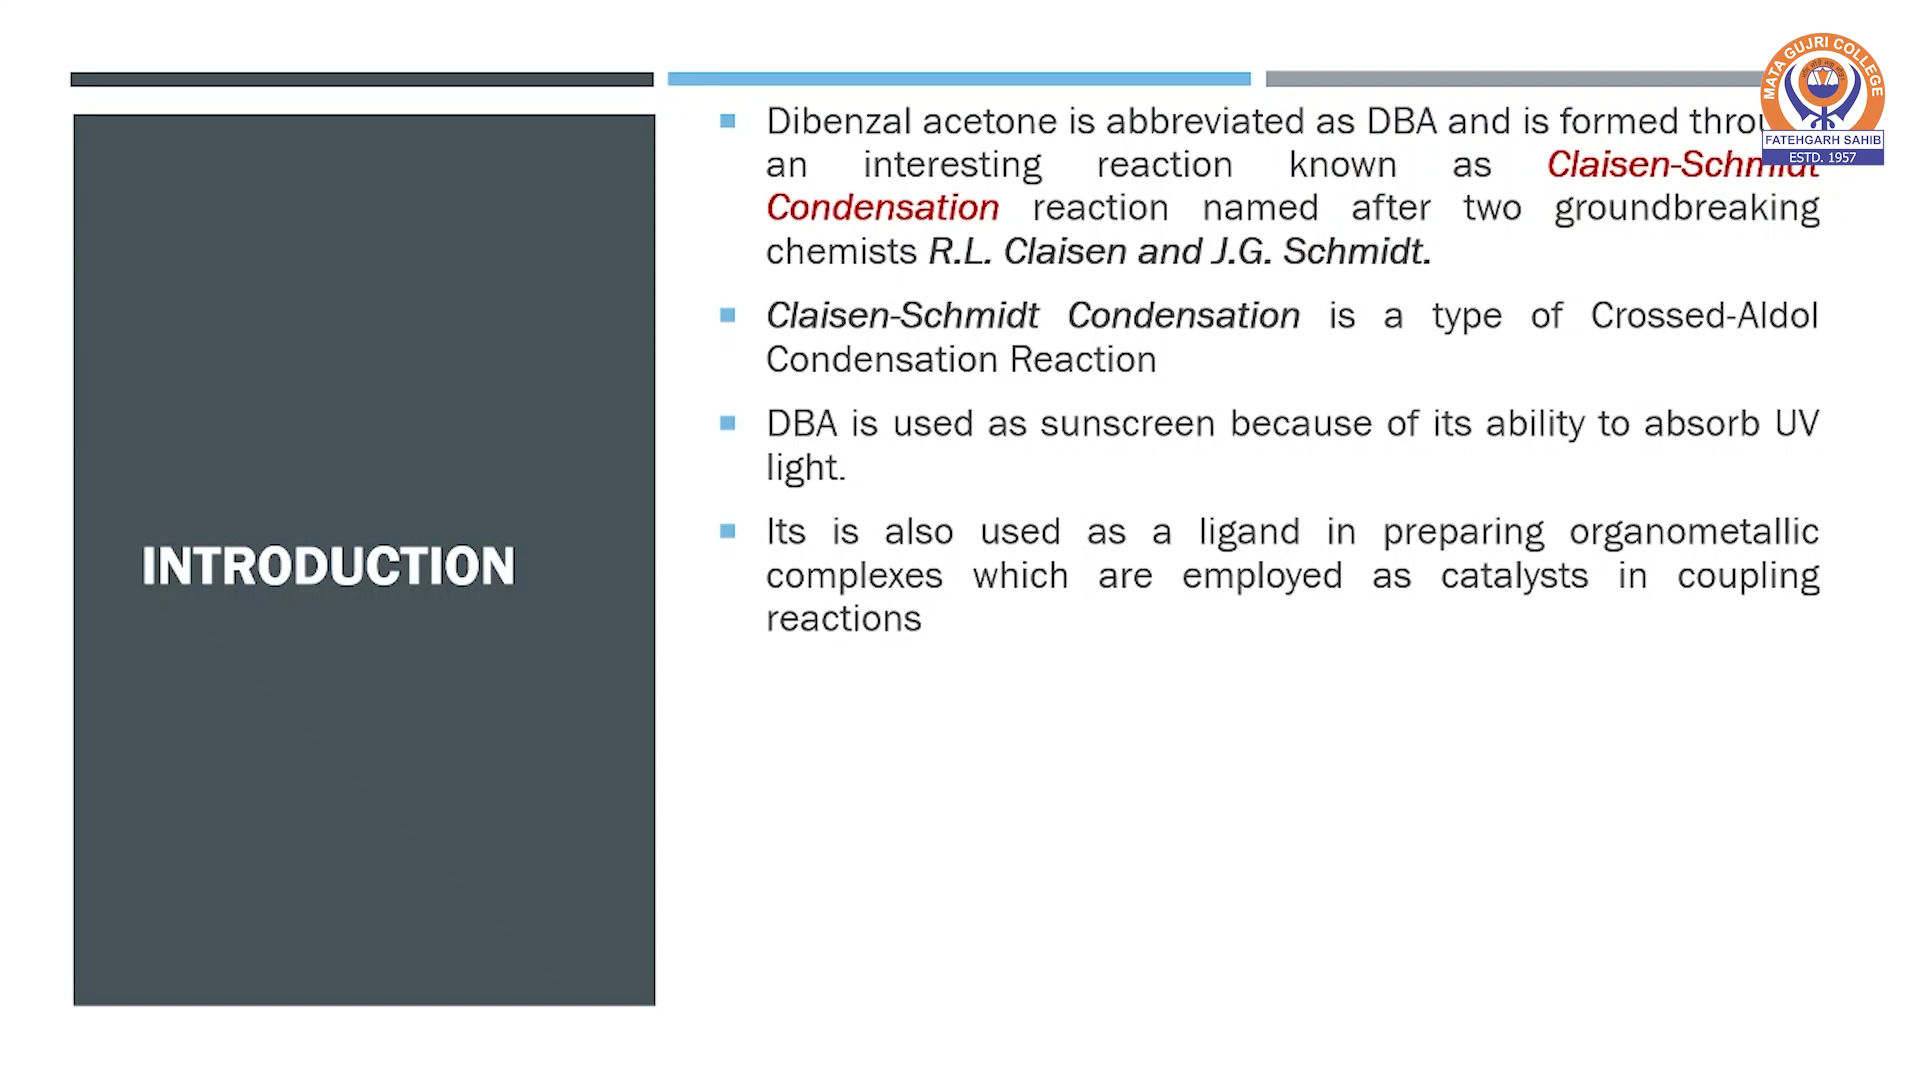 MATA GUJRI COLLEGE
FATEHGARH SAHIB
ESTD. 1957
INTRODUCTION
Dibenzal acetone is abbreviated as DBA and is formed
an interesting reaction known as Claisen-Schmidt
Condensation reaction named after two groundbreaking
chemists R.L. Claisen and J.G. Schmidt.
Claisen-Schmidt Condensation is a type of Crossed-Aldol
Condensation Reaction
DBA is used as sunscreen because of its ability to absorb UV
light.
Its is also used as a ligand in preparing organometallic
complexes which are employed as catalysts in coupling
reactions